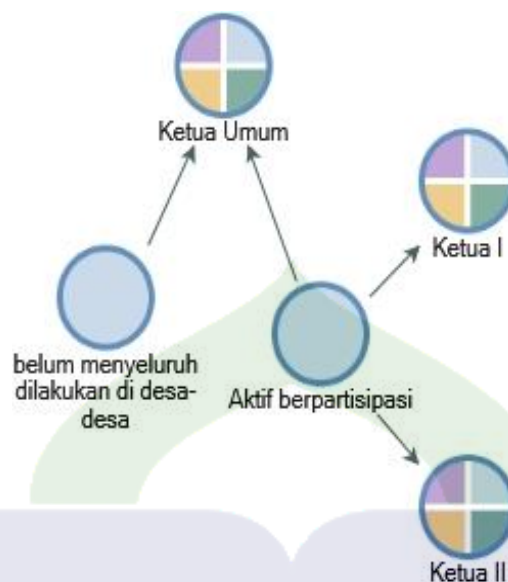 Ketua Umum
Ketua I
belum menyeluruh
dilakukan di desa-
desa
Aktif berpartisipasi
Ketua II